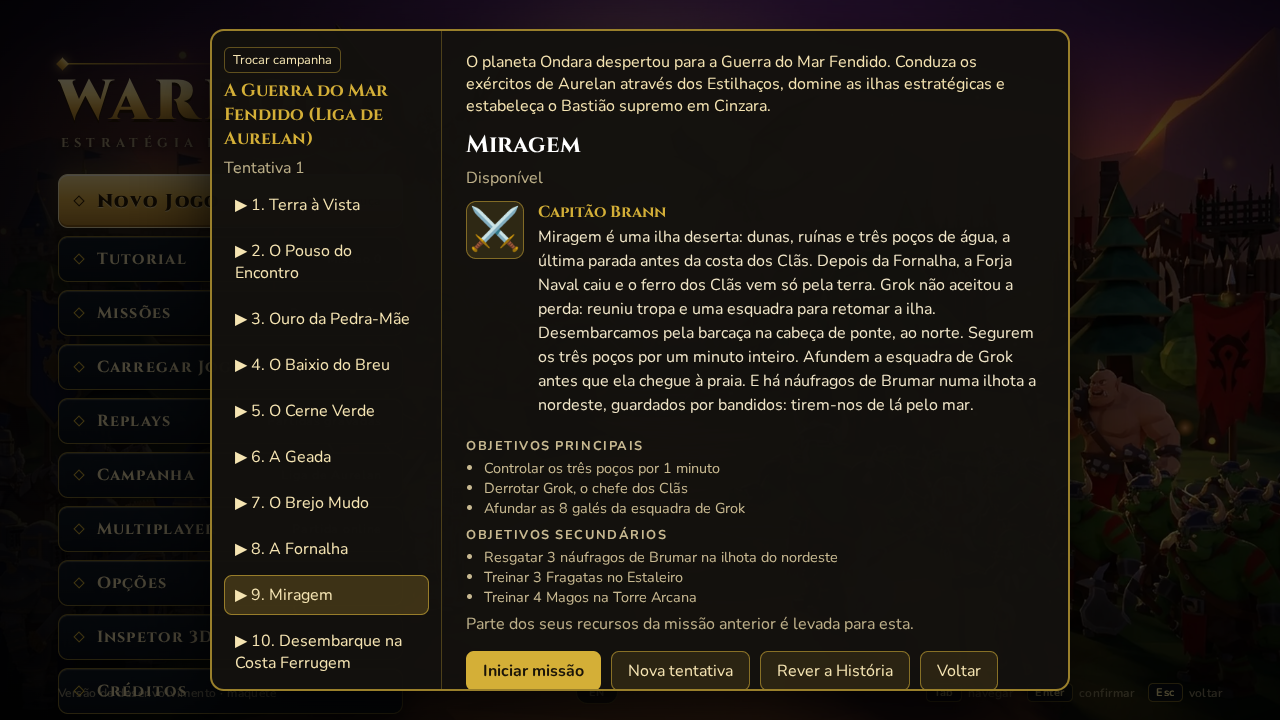 WAR
ESTRATÉGIA
Novo Jogo
Tutorial
Missões
Carregar Jo
Replays
Campanha
Multiplayer
Opções
Inspetor 3D
Créditos
Trocar campanha
A Guerra do Mar
Fendido (Liga de
Aurelan)
Tentativa 1
▶ 1. Terra à Vista
▶ 2. O Pouso do
Encontro
▶ 3. Ouro da Pedra-Mãe
▶ 4. O Baixio do Breu
▶ 5. O Cerne Verde
▶ 6. A Geada
▶ 7. O Brejo Mudo
▶ 8. A Fornalha
▶ 9. Miragem
▶ 10. Desembarque na
Costa Ferrugem
O planeta Ondara despertou para a Guerra do Mar Fendido. Conduza os
exércitos de Aurelan através dos Estilhaços, domine as ilhas estratégicas e
estabeleça o Bastião supremo em Cinzara.
Miragem
Disponível
Capitão Brann
Miragem é uma ilha deserta: dunas, ruínas e três poços de água, a
última parada antes da costa dos Clãs. Depois da Fornalha, a Forja
Naval caiu e o ferro dos Clãs vem só pela terra. Grok não aceitou a
perda: reuniu tropa e uma esquadra para retomar a ilha.
Desembarcamos pela barcaça na cabeça de ponte, ao norte. Segurem
os três poços por um minuto inteiro. Afundem a esquadra de Grok
antes que ela chegue à praia. E há náufragos de Brumar numa ilhota a
nordeste, guardados por bandidos: tirem-nos de lá pelo mar.
OBJETIVOS PRINCIPAIS
• Controlar os três poços por 1 minuto
• Derrotar Grok, o chefe dos Clãs
• Afundar as 8 galés da esquadra de Grok
OBJETIVOS SECUNDÁRIOS
• Resgatar 3 náufragos de Brumar na ilhota do nordeste
• Treinar 3 Fragatas no Estaleiro
• Treinar 4 Magos na Torre Arcana
Parte dos seus recursos da missão anterior é levada para esta.
Iniciar missão
Nova tentativa
Rever a História
Voltar
Tab navegar Enter confirmar Esc voltar